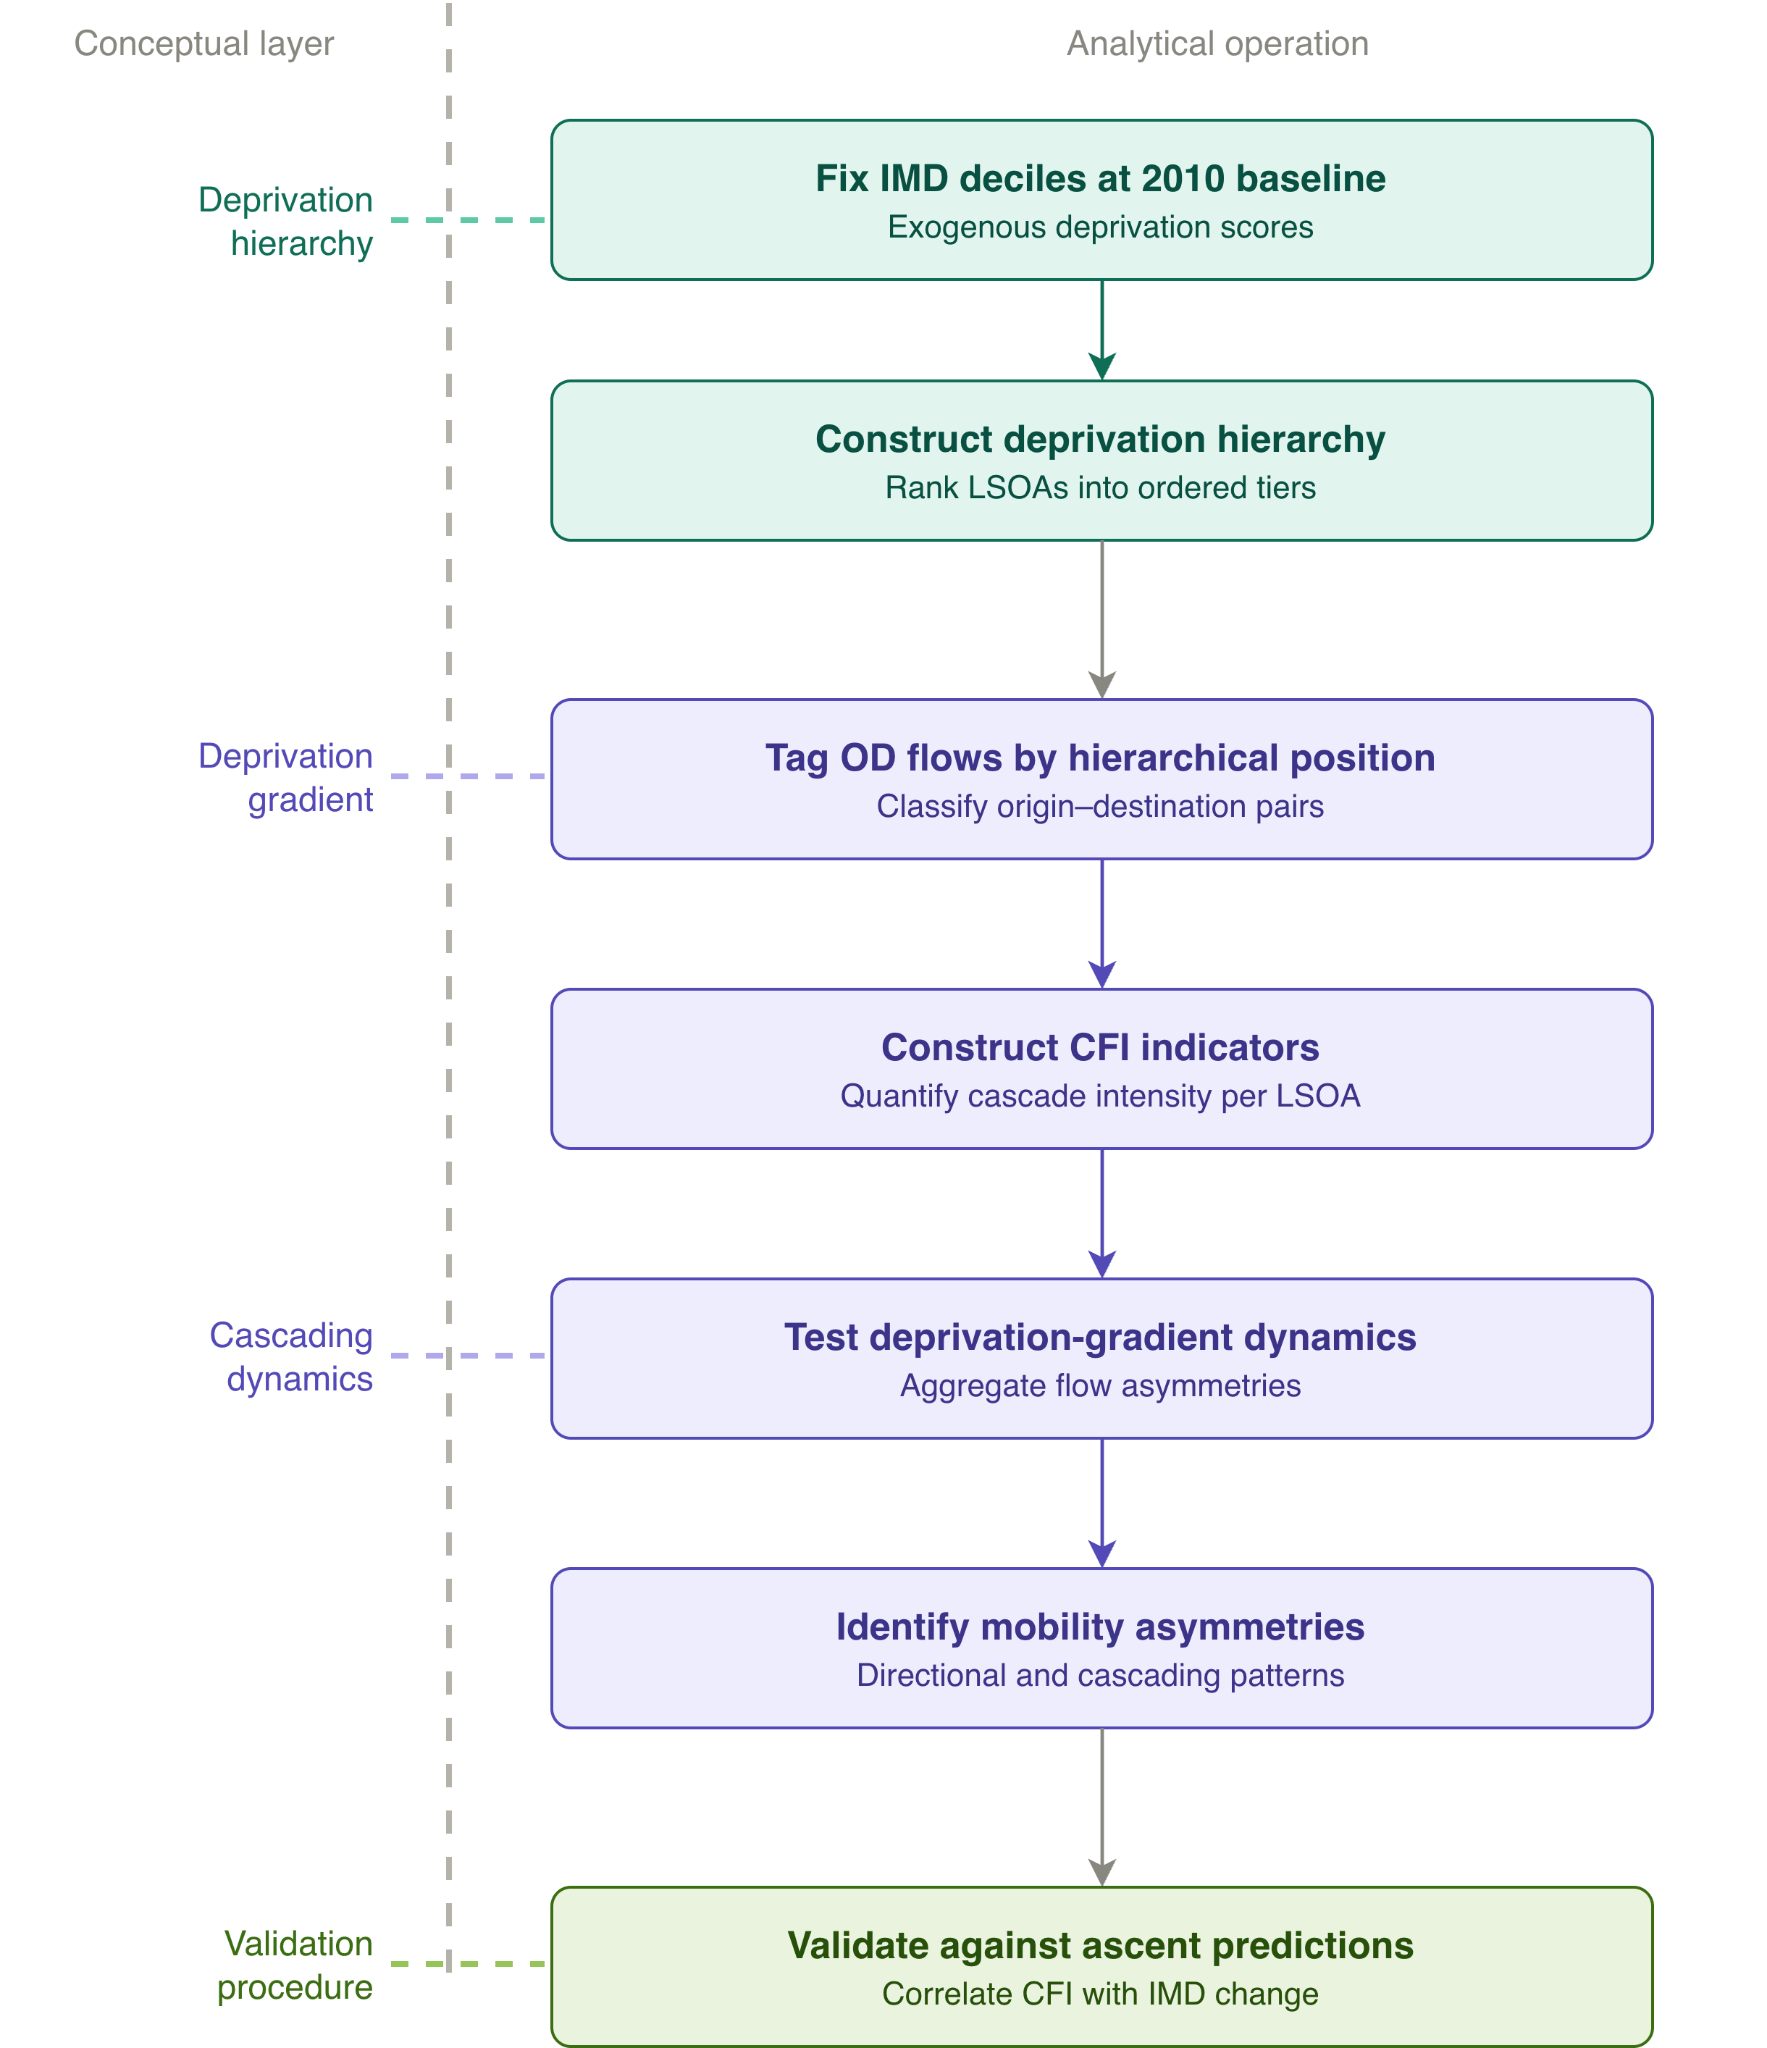 Conceptual layer
Analytical operation
Deprivation
hierarchy
Fix IMD deciles at 2010 baseline
Exogenous deprivation scores
Construct deprivation hierarchy
Rank LSOAs into ordered tiers
Deprivation
gradient
Tag OD flows by hierarchical position
Classify origin–destination pairs
Construct CFI indicators
Quantify cascade intensity per LSOA
Cascading
dynamics
Test deprivation-gradient dynamics
Aggregate flow asymmetries
Identify mobility asymmetries
Directional and cascading patterns
Validation
procedure
Validate against ascent predictions
Correlate CFI with IMD change